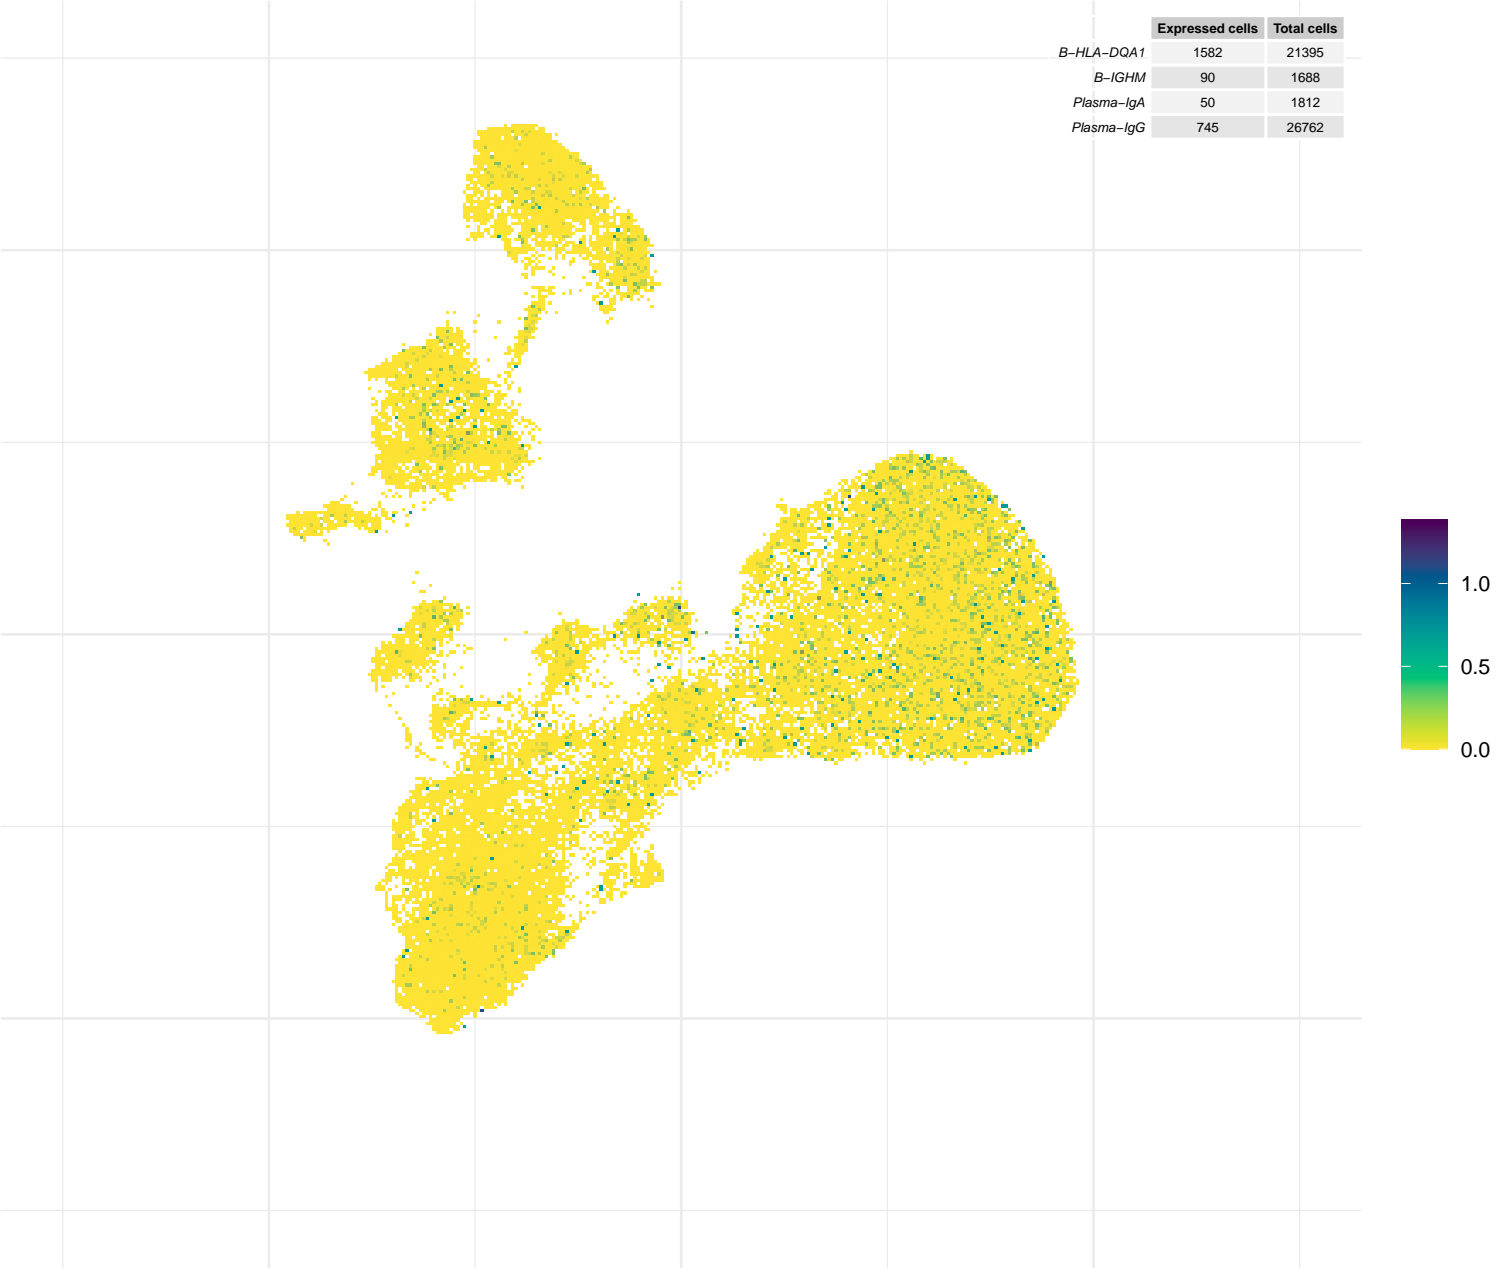 Expressed cells Total cells
B−HLA−DQA1 1582 21395
B−IGHM 90 1688
Plasma−IgA 50 1812
Plasma−IgG 745 26762
1.0
0.5
0.0